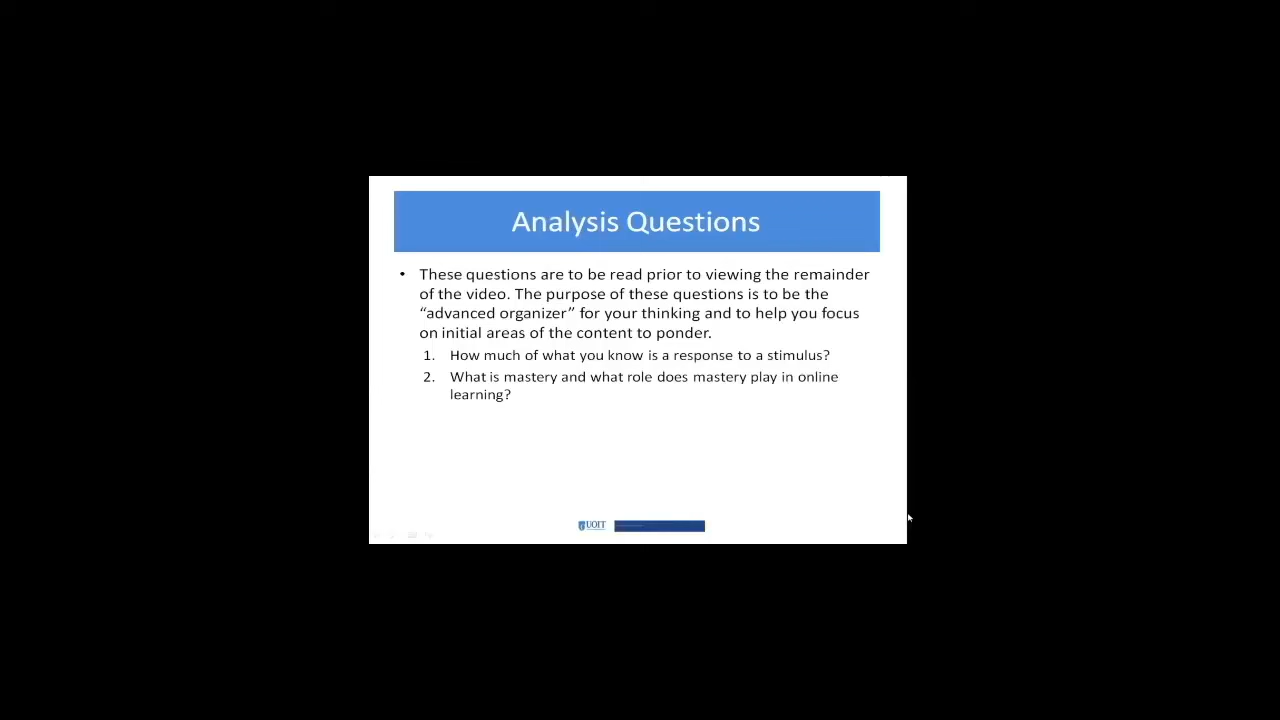 Analysis Questions
• These questions are to be read prior to viewing the remainder
of the video. The purpose of these questions is to be the
“advanced organizer” for your thinking and to help you focus
on initial areas of the content to ponder.
1. How much of what you know is a response to a stimulus?
2. What is mastery and what role does mastery play in online
learning?
UOIT